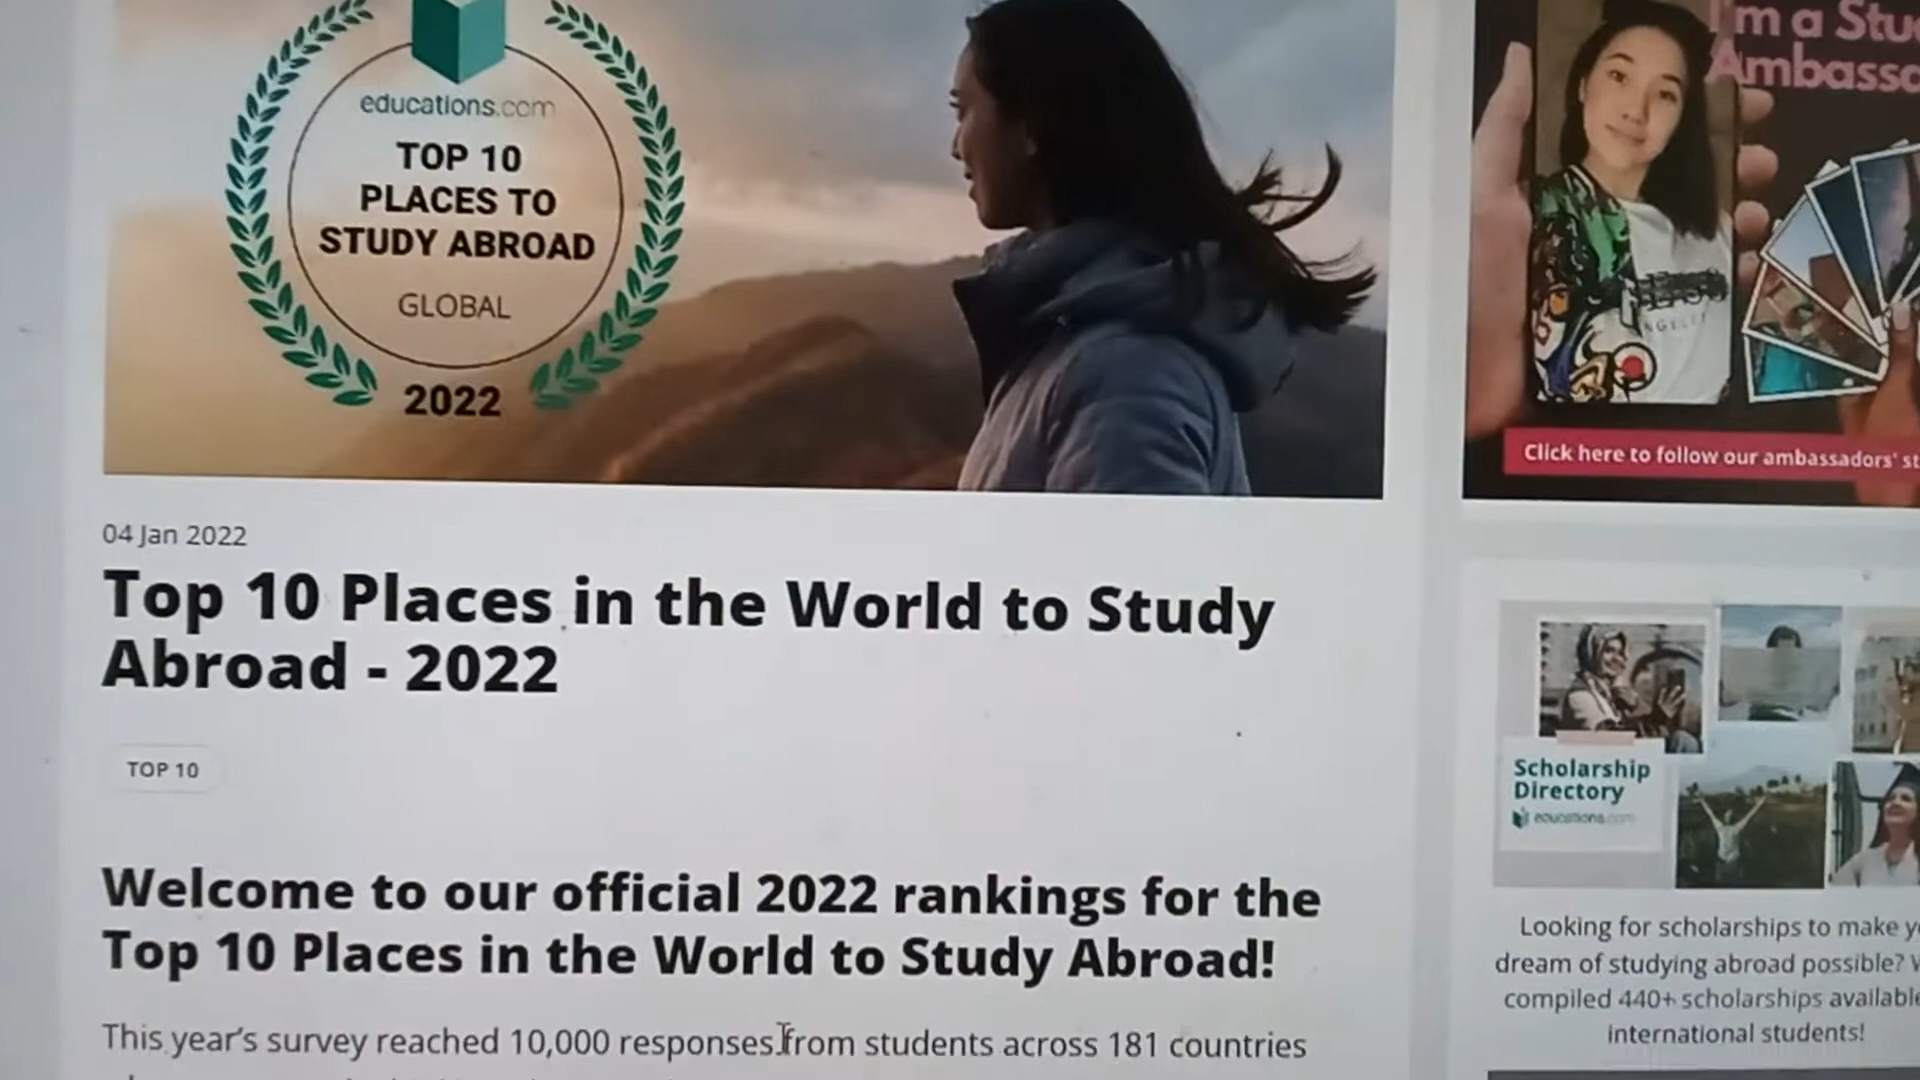 educations.com
TOP 10
PLACES TO
STUDY ABROAD
GLOBAL
2022
04 Jan 2022
Top 10 Places in the World to Study
Abroad - 2022
TOP 10
Welcome to our official 2022 rankings for the
Top 10 Places in the World to Study Abroad!
This year's survey reached 10,000 responses from students across 181 countries
I'm a
Click here to follow our ambassadors'
Scholarship
Directory
educations.com
Looking for scholarships to make
dream of studying abroad possible?
compiled 440+ scholarships
international students!